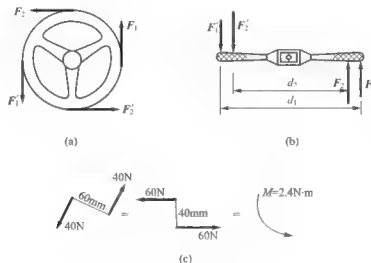 F₂
F₁
F₁′
F₂′
(a)
F₁′
F₂′
d₂
F₂
F
d₁
(b)
40N
60mm
40N
=
60N
40mm
60N
=
M=2.4N·m
(c)